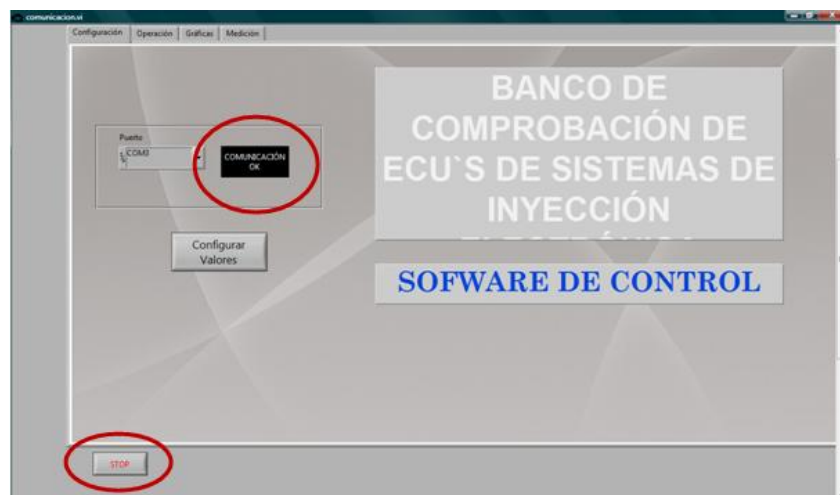 comunicacion.vi
Configuración Operación Gráficas Medición
Puerto
COM3
COMUNICACIÓN
OK
Configurar
Valores
BANCO DE
COMPROBACIÓN DE
ECU`S DE SISTEMAS DE
INYECCIÓN
ELECTRÓNICA
SOFWARE DE CONTROL
STOP